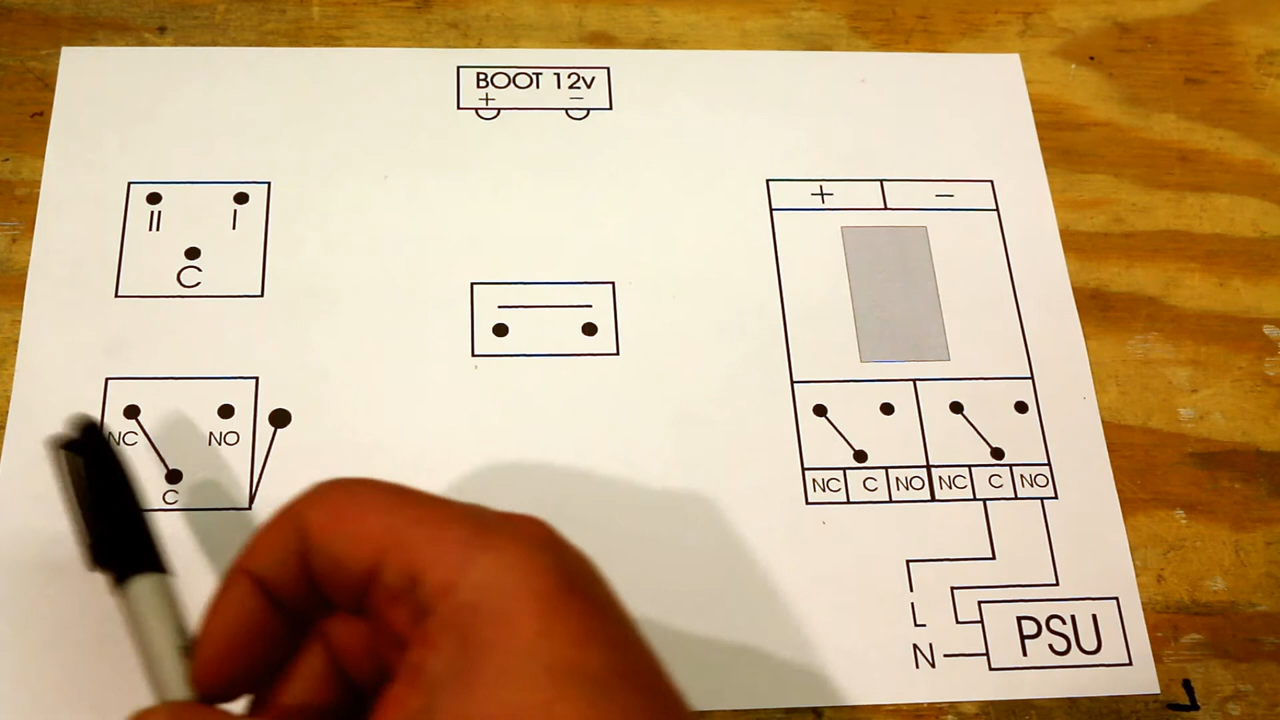 BOOT 12v
+ −
II I
C
+ −
NC NO
C
NC C NO NC C NO
L
N PSU